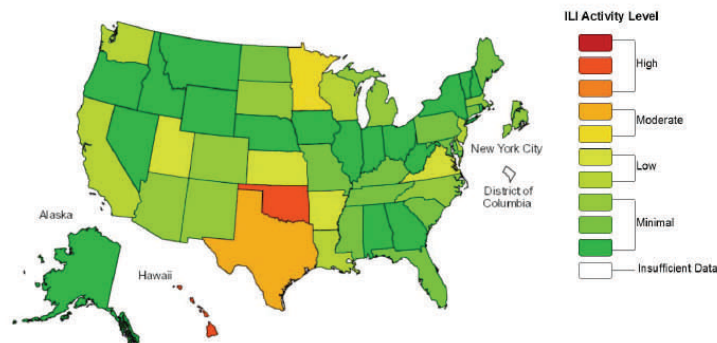 ILI Activity Level
High
Moderate
Low
Minimal
Insufficient Data
New York City
District of
Columbia
Alaska
Hawaii